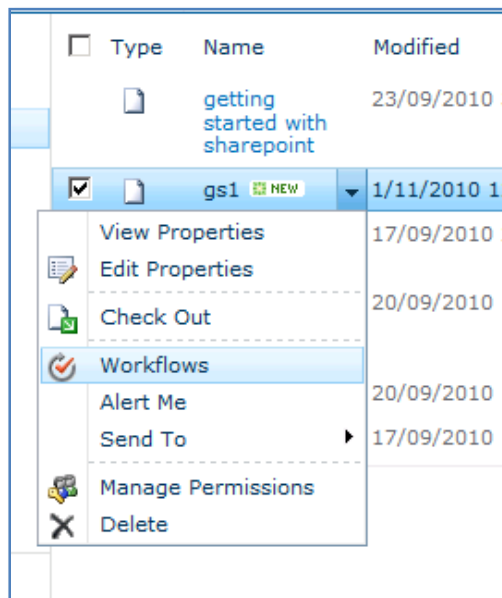 Type Name Modified
getting 23/09/2010
started with
sharepoint
gs1 NEW 1/11/2010 1
View Properties 17/09/2010
Edit Properties
Check Out 20/09/2010
Workflows
Alert Me 20/09/2010
Send To 17/09/2010
Manage Permissions
Delete